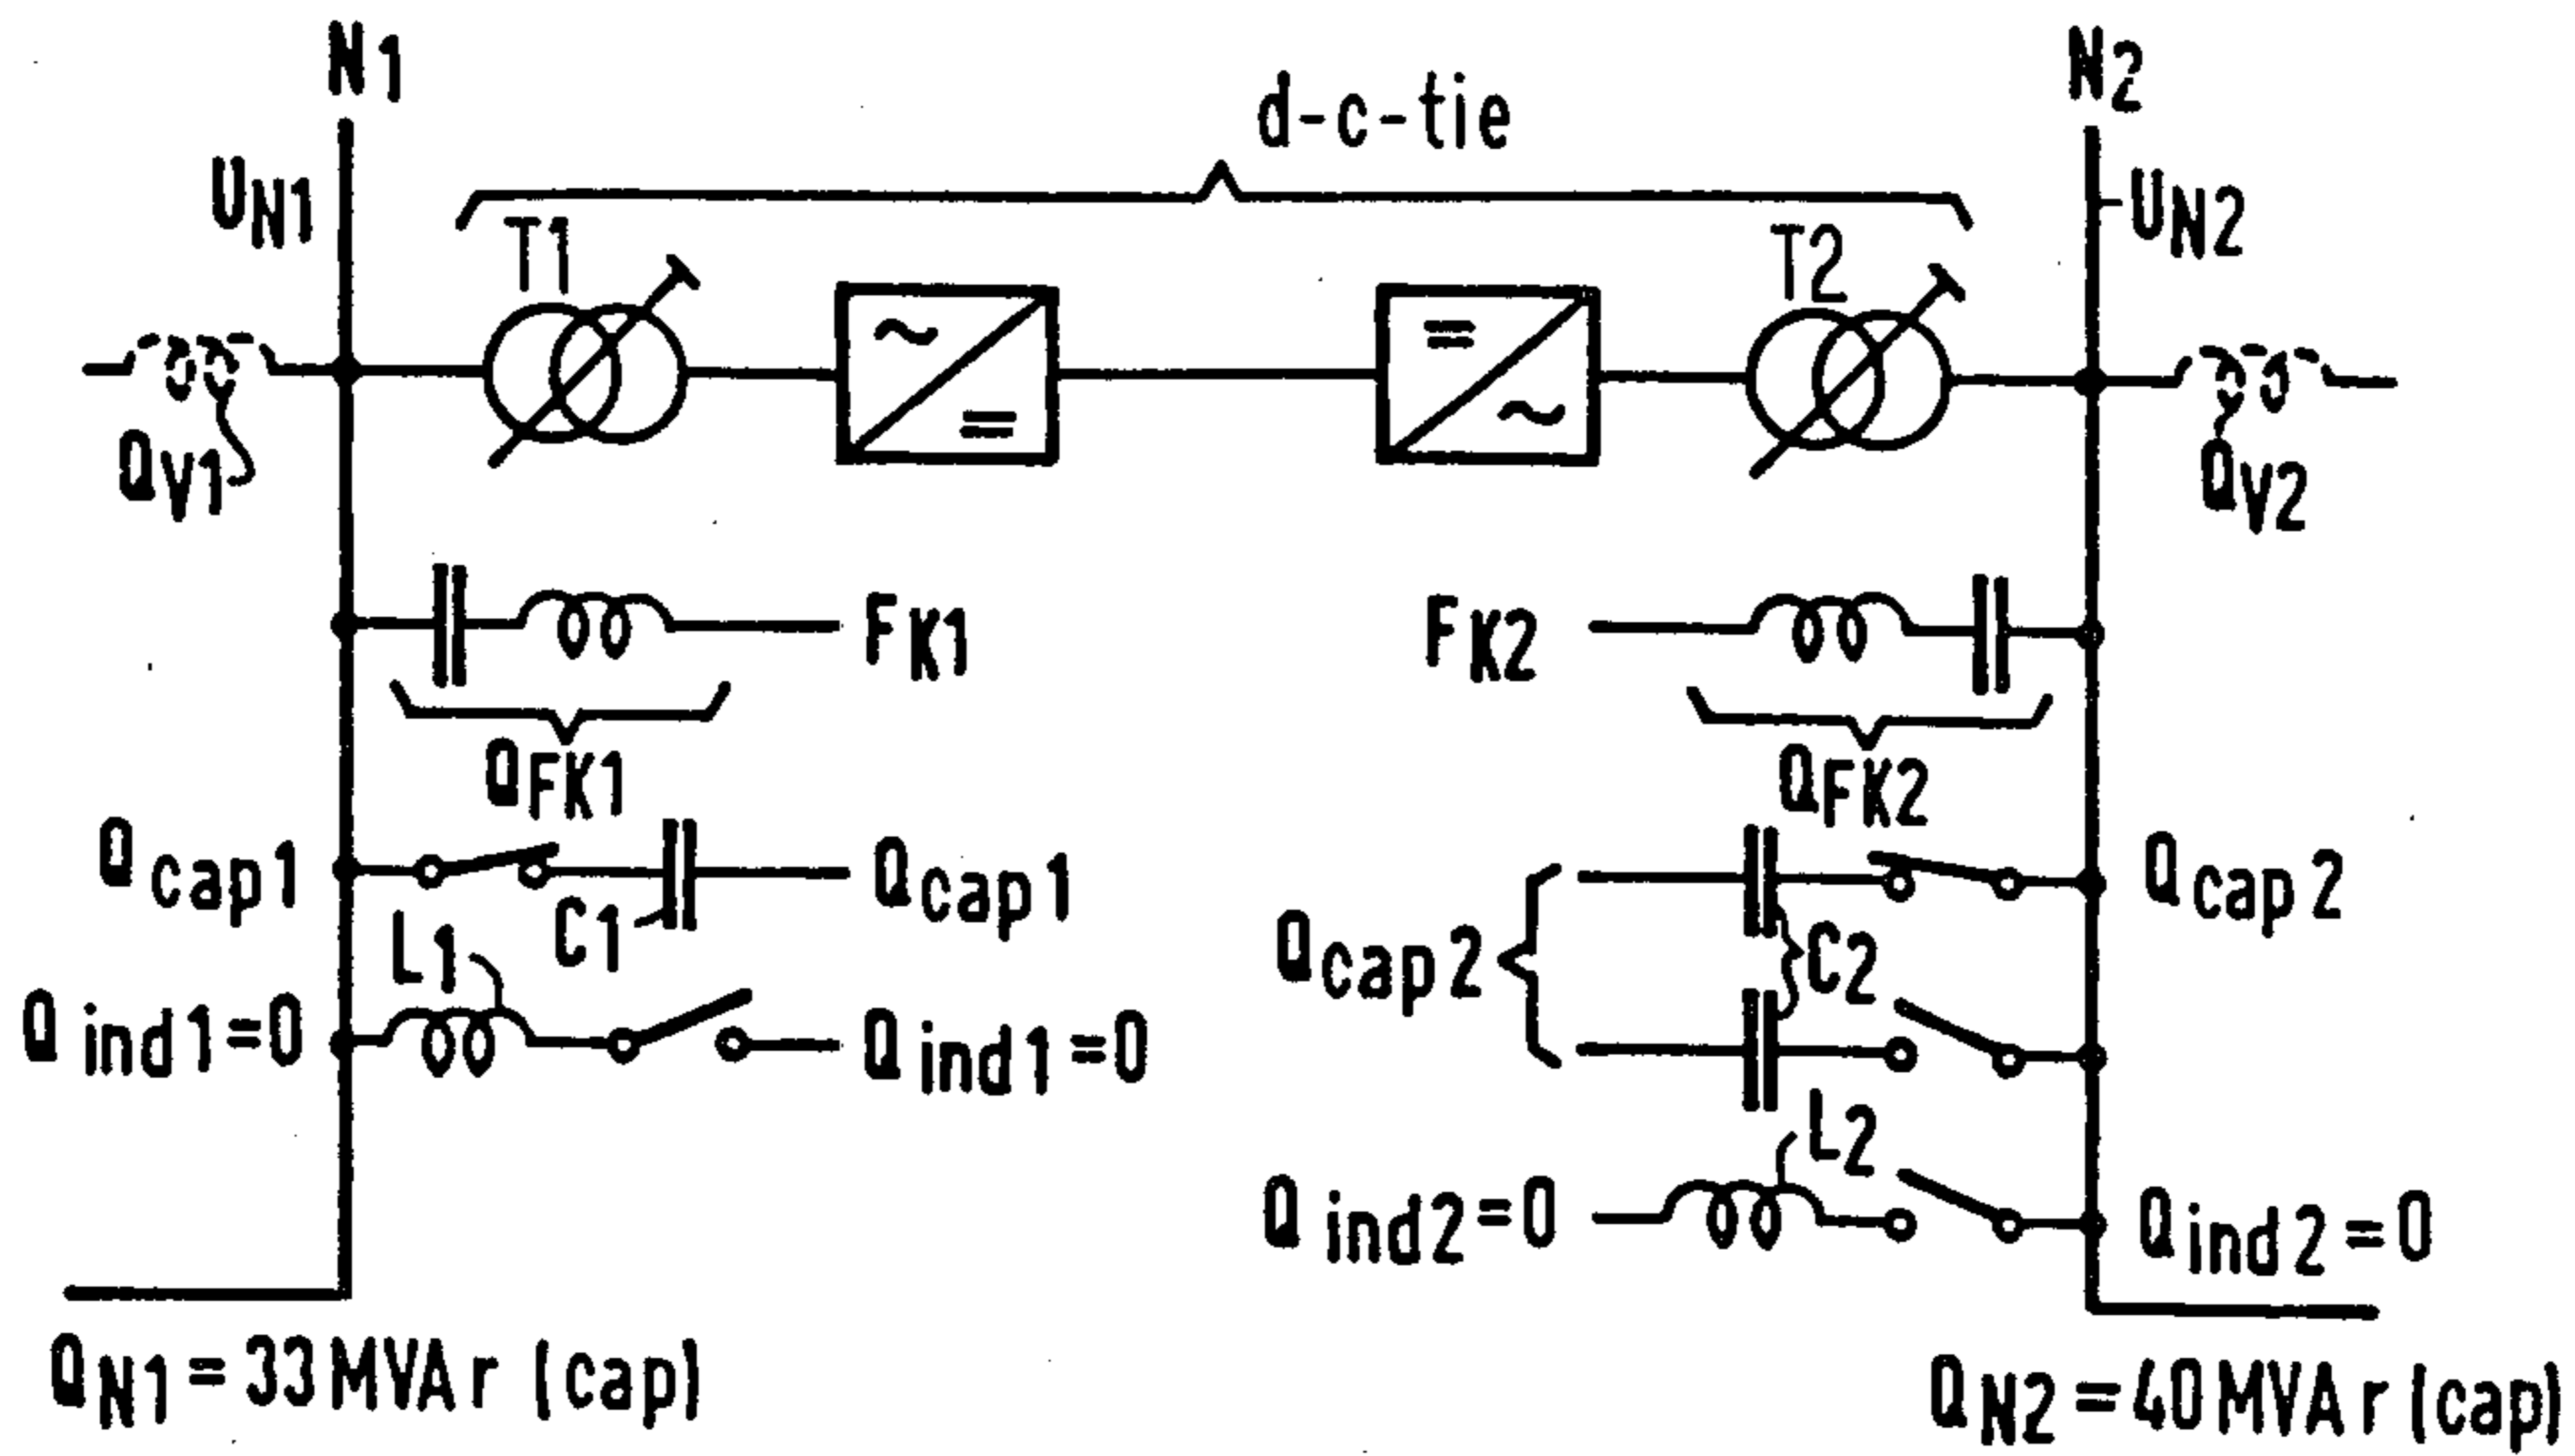 N1
N2
d-c-tie
UN1
UN2
T1
T2
QV1
QV2
FK1
FK2
QFK1
QFK2
Qcap1
Qcap1
Qcap2
Qcap2
L1
C1
C2
Qind1=0
Qind1=0
L2
Qind2=0
Qind2=0
QN1=33MVAr (cap)
QN2=40MVAr (cap)